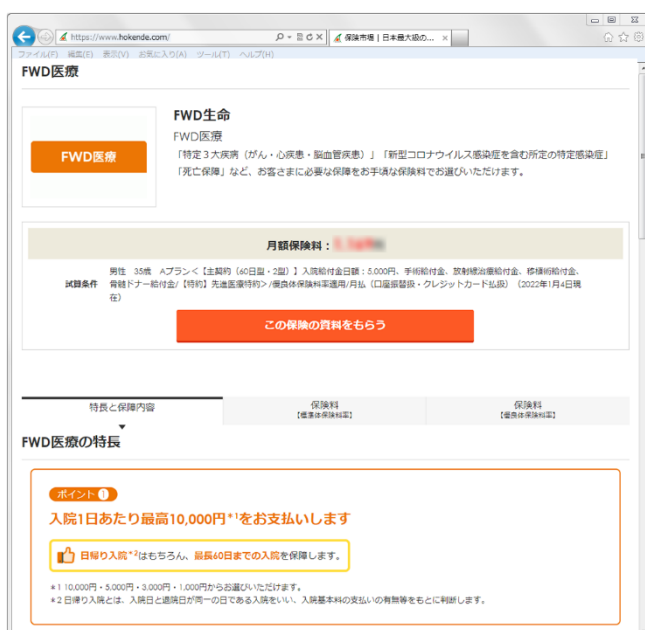 https://www.hokende.com/
保険市場 | 日本最大級の...
ファイル(F) 編集(E) 表示(V) お気に入り(A) ツール(T) ヘルプ(H)
FWD医療
FWD医療
FWD生命
FWD医療
「特定3大疾病(がん・心疾患・脳血管疾患)」「新型コロナウイルス感染症を含む所定の特定感染症」
「死亡保障」など、お客さまに必要な保障をお手頃な保険料でお選びいただけます。
月額保険料:
試算条件
男性 35歳 Aプラン<【主契約(60日型・2型)】入院給付金日額:5,000円、手術給付金、放射線治療給付金、移植術給付金、
骨髄ドナー給付金/【特約】先進医療特約>/優良体保険料率適用/月払(口座振替扱・クレジットカード払扱)(2022年1月4日現
在)
この保険の資料をもらう
特長と保障内容
保険料
【標準体保険料率】
保険料
【優良体保険料率】
FWD医療の特長
ポイント1
入院1日あたり最高10,000円*1をお支払いします
日帰り入院*2はもちろん、最長60日までの入院を保障します。
*1 10,000円・5,000円・3,000円・1,000円からお選びいただけます。
*2 日帰り入院とは、入院日と退院日が同一の日である入院をいい、入院基本料の支払いの有無等をもとに判断します。